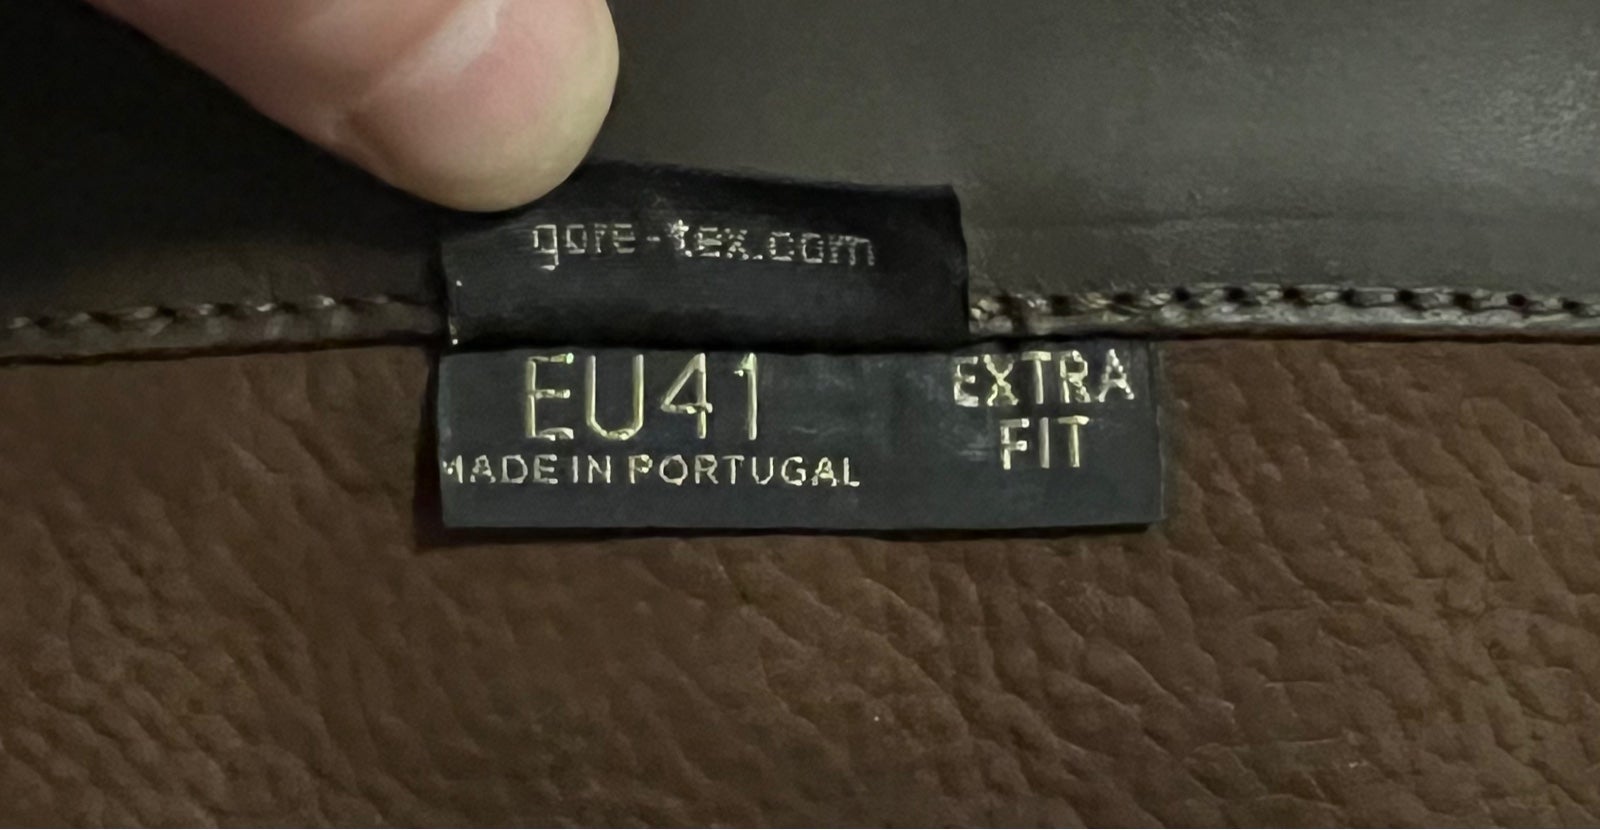 gore-tex.com
EU41
MADE IN PORTUGAL
EXTRA
FIT